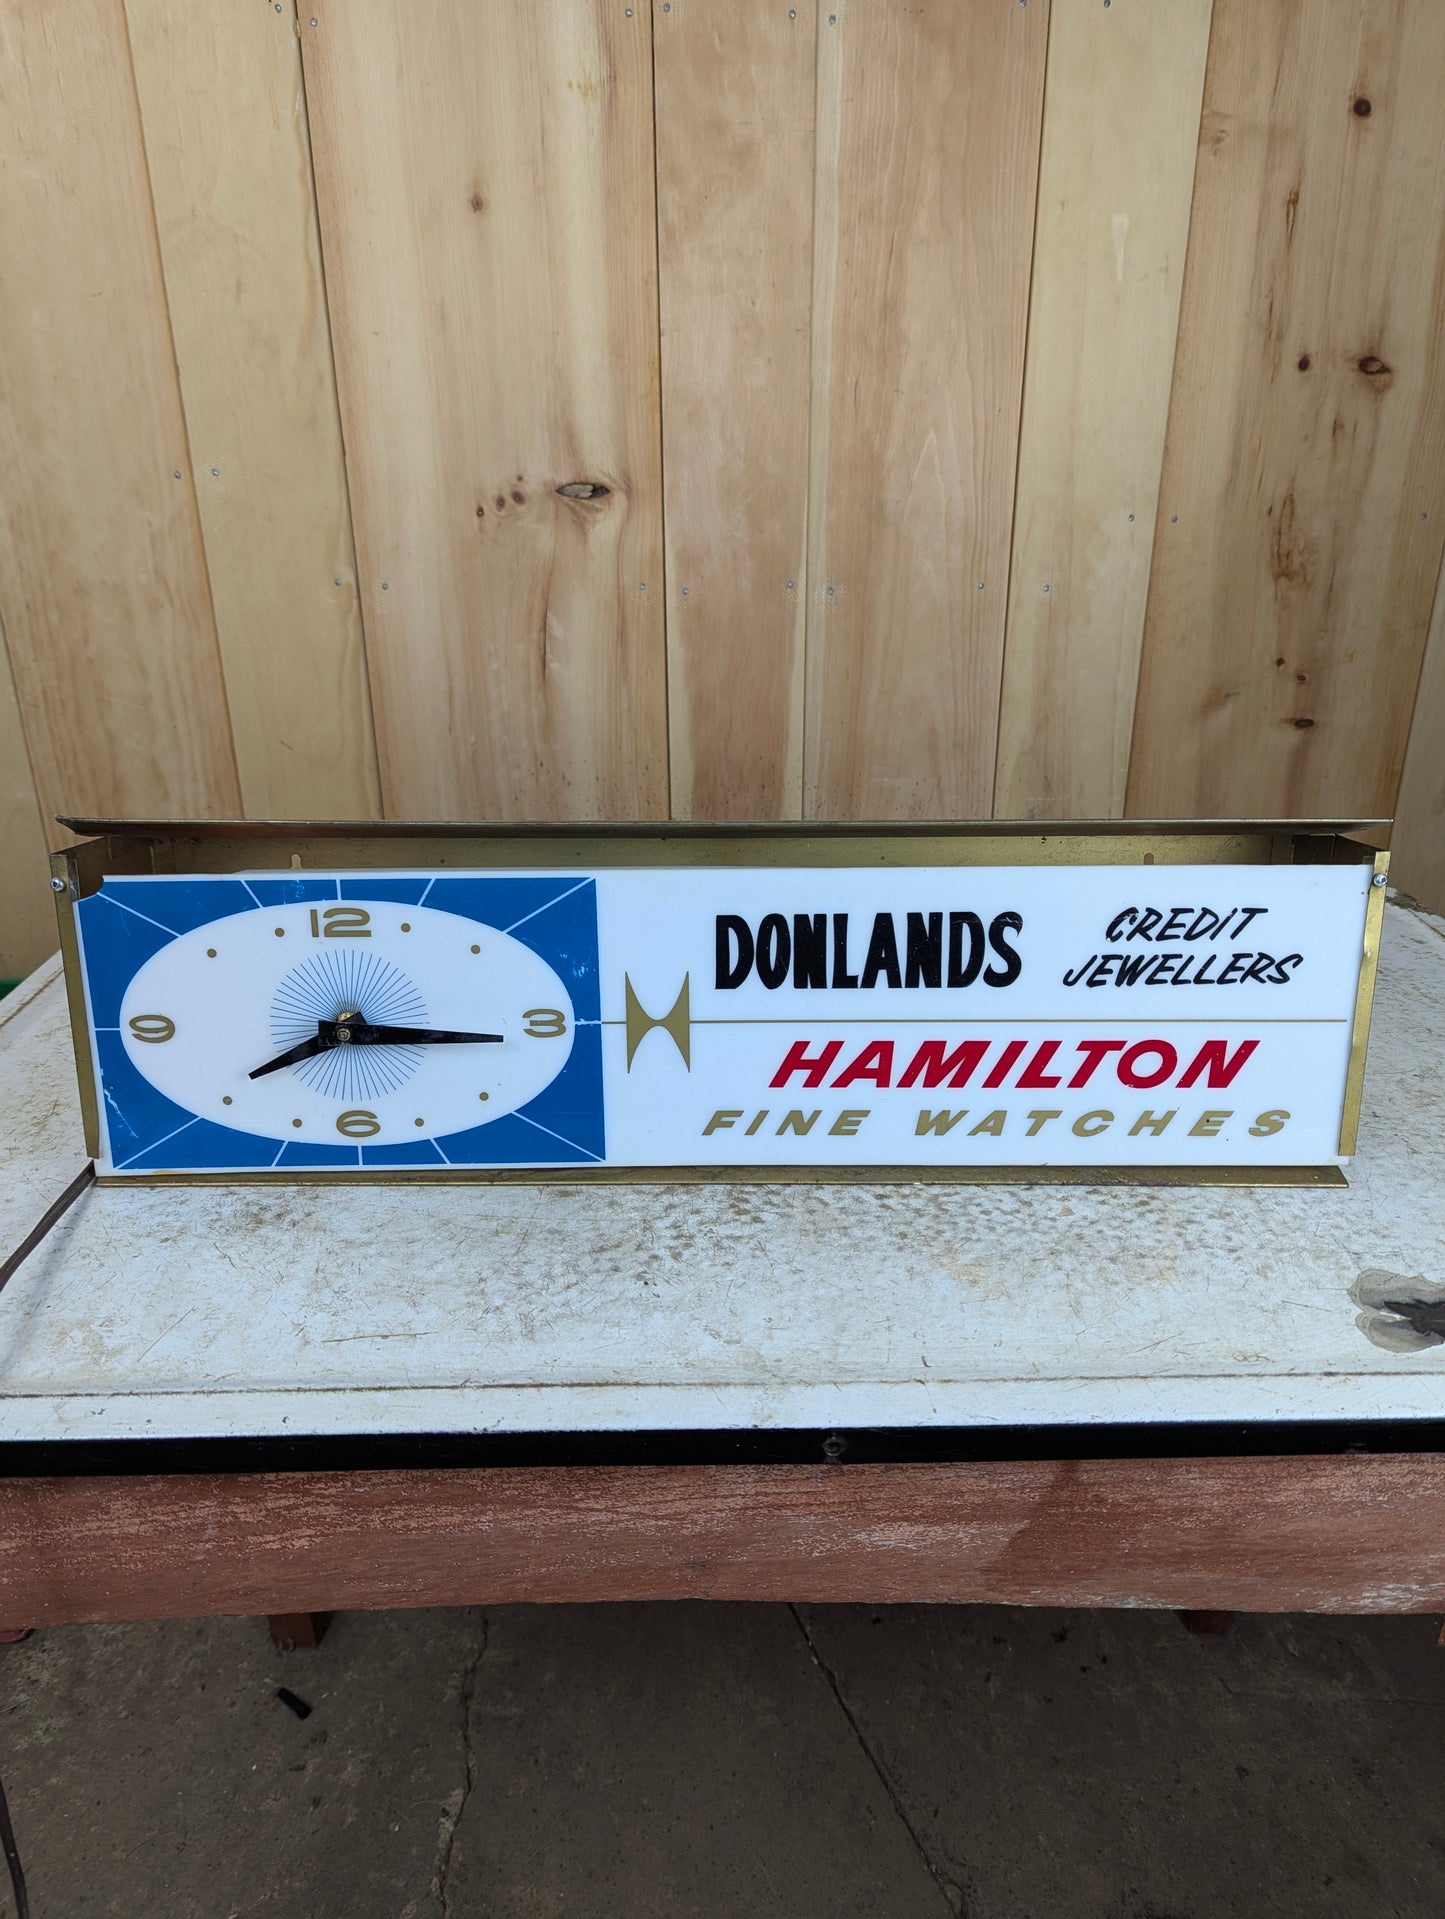 12
9
3
6
DONLANDS
CREDIT
JEWELLERS
HAMILTON
FINE WATCHES